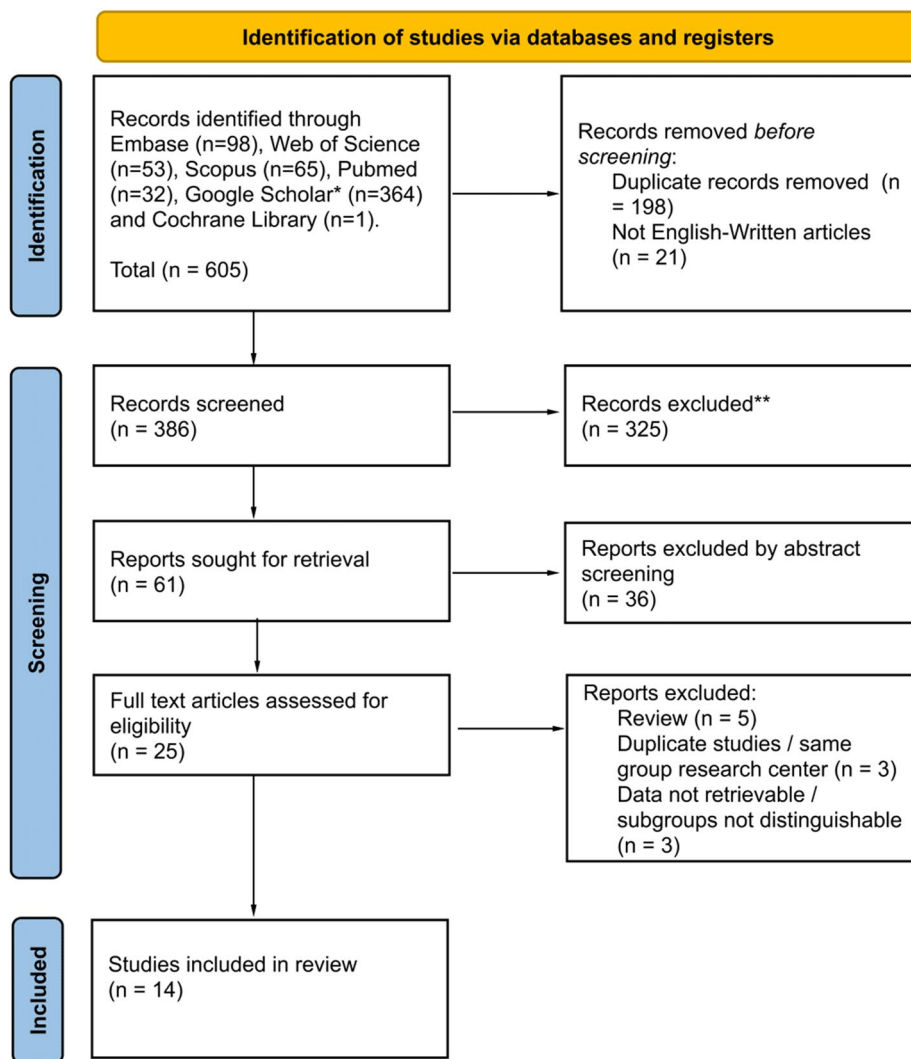 Identification of studies via databases and registers
Identification
Records identified through
Embase (n=98), Web of Science
(n=53), Scopus (n=65), Pubmed
(n=32), Google Scholar* (n=364)
and Cochrane Library (n=1).
Total (n = 605)
Records removed before
screening:
Duplicate records removed (n
= 198)
Not English-Written articles
(n = 21)
Screening
Records screened
(n = 386)
Records excluded**
(n = 325)
Reports sought for retrieval
(n = 61)
Reports excluded by abstract
screening
(n = 36)
Full text articles assessed for
eligibility
(n = 25)
Reports excluded:
Review (n = 5)
Duplicate studies / same
group research center (n = 3)
Data not retrievable /
subgroups not distinguishable
(n = 3)
Included
Studies included in review
(n = 14)